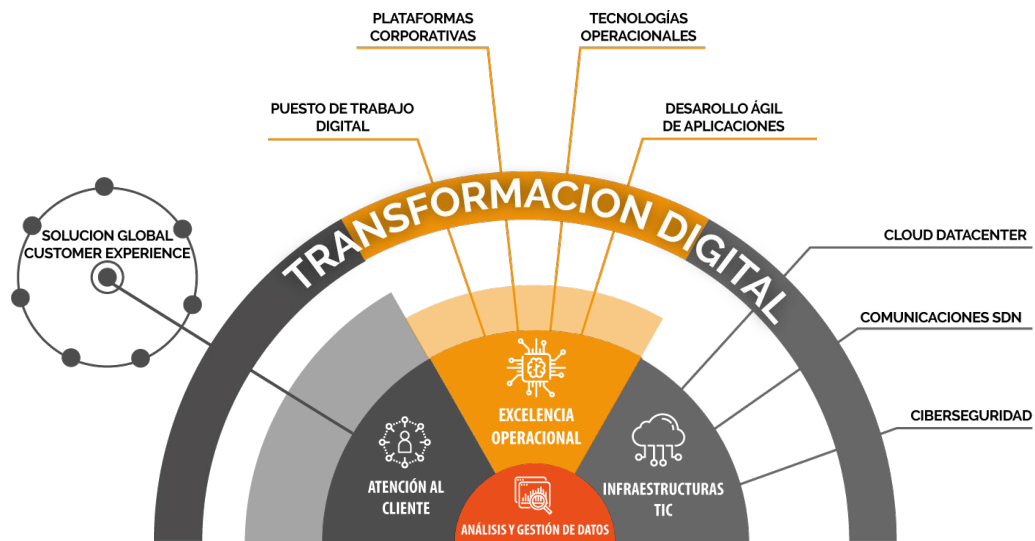 PLATAFORMAS
CORPORATIVAS
TECNOLOGÍAS
OPERACIONALES
PUESTO DE TRABAJO
DIGITAL
DESAROLLO ÁGIL
DE APLICACIONES
TRANSFORMACION DIGITAL
SOLUCION GLOBAL
CUSTOMER EXPERIENCE
CLOUD DATACENTER
COMUNICACIONES SDN
CIBERSEGURIDAD
EXCELENCIA
OPERACIONAL
ATENCIÓN AL
CLIENTE
INFRAESTRUCTURAS
TIC
ANÁLISIS Y GESTIÓN DE DATOS